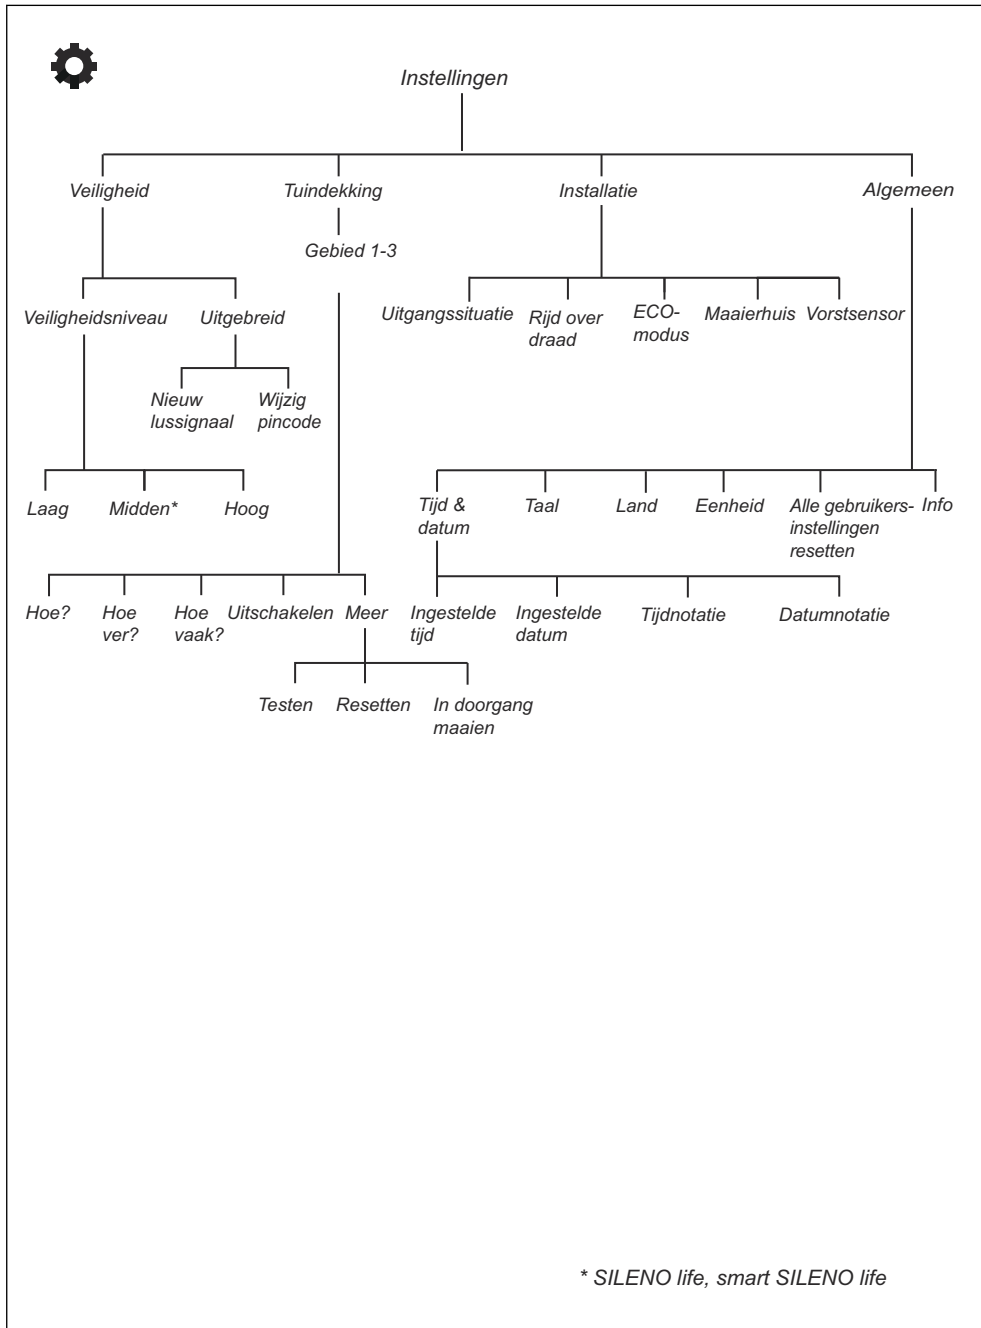 Instellingen
Veiligheid
Tuindekking
Installatie
Algemeen
Gebied 1-3
Veiligheidsniveau
Uitgebreid
Uitgangssituatie
Rijd over
draad
ECO-
modus
Maaierhuis
Vorstsensor
Nieuw
lussignaal
Wijzig
pincode
Laag
Midden*
Hoog
Tijd &
datum
Taal
Land
Eenheid
Alle gebruikers-
instellingen
resetten
Info
Hoe?
Hoe
ver?
Hoe
vaak?
Uitschakelen
Meer
Ingestelde
tijd
Ingestelde
datum
Tijdnotatie
Datumnotatie
Testen
Resetten
In doorgang
maaien
* SILENO life, smart SILENO life